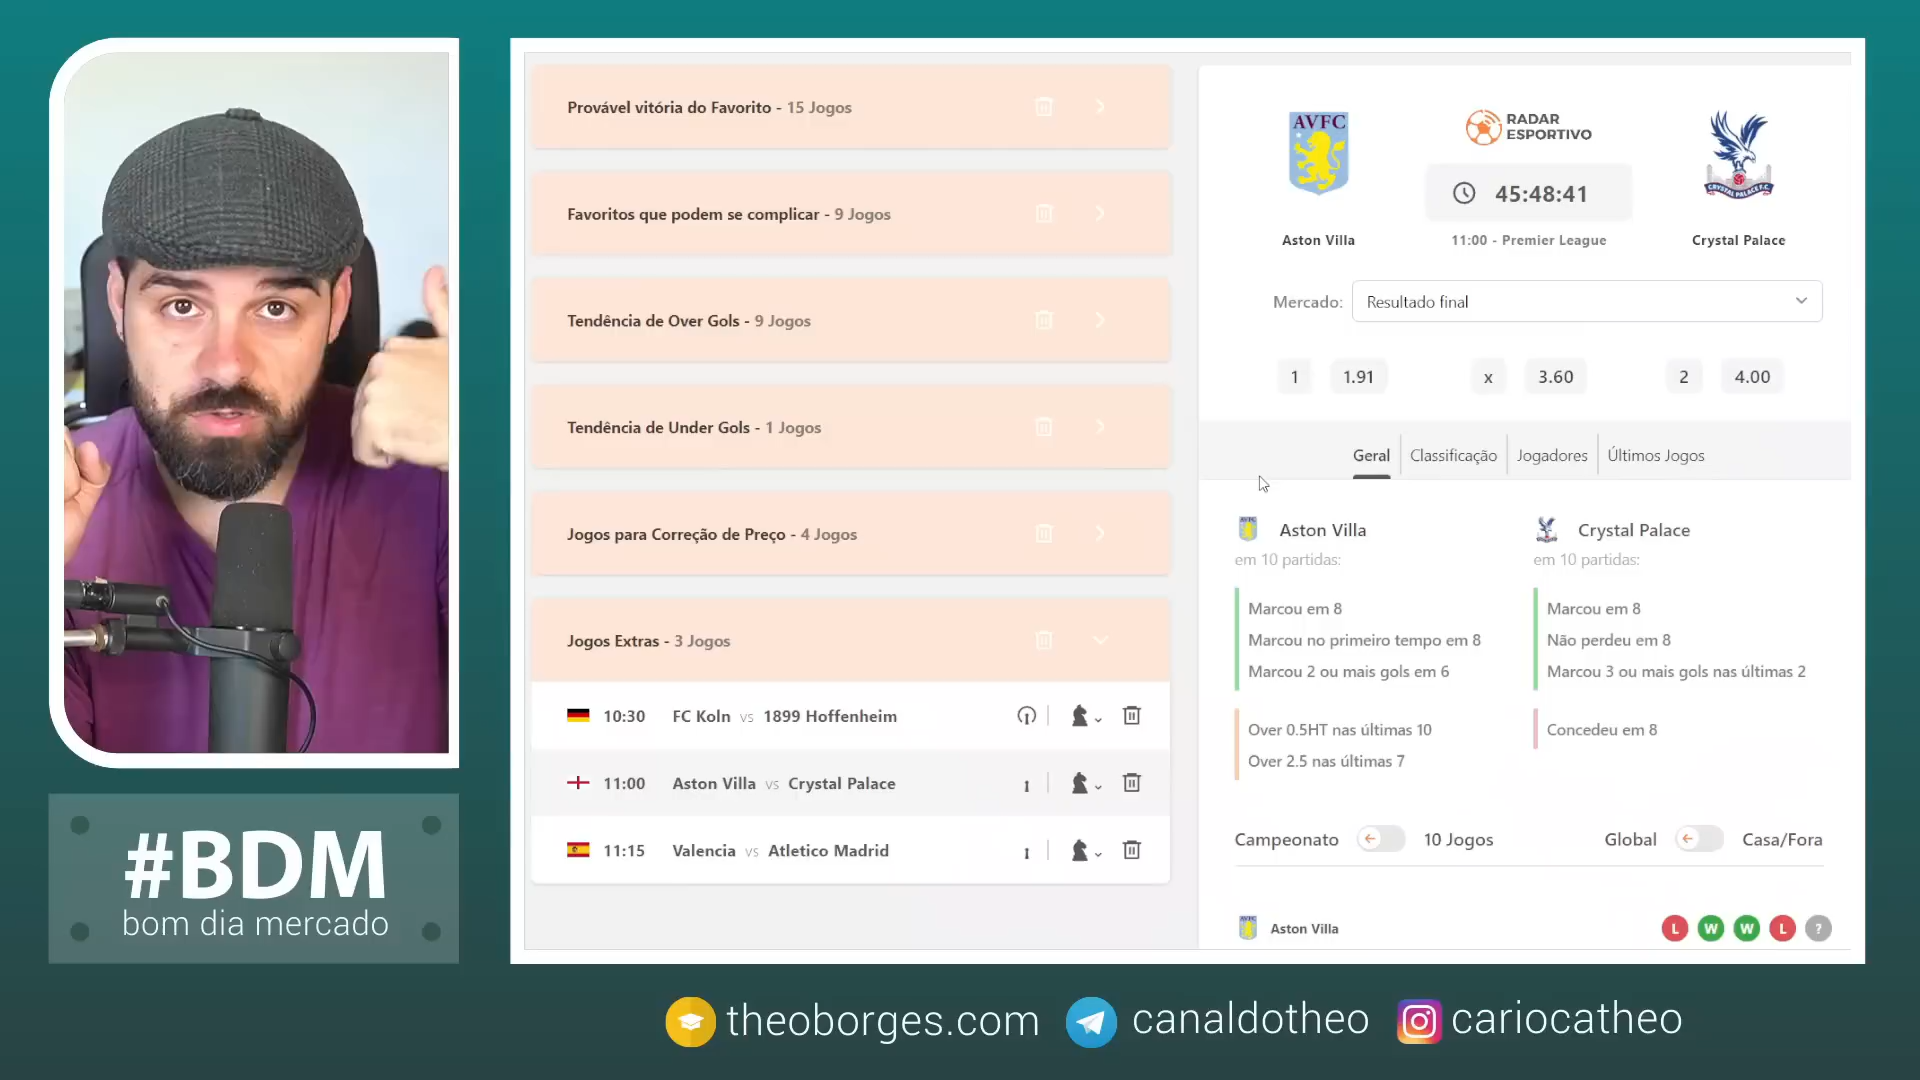 Provável vitória do Favorito - 15 Jogos
Favoritos que podem se complicar - 9 Jogos
Tendência de Over Gols - 9 Jogos
Tendência de Under Gols - 1 Jogos
Jogos para Correção de Preço - 4 Jogos
Jogos Extras - 3 Jogos
10:30 FC Koln vs 1899 Hoffenheim
11:00 Aston Villa vs Crystal Palace
11:15 Valencia vs Atletico Madrid
AVFC
RADAR
ESPORTIVO
CRYSTAL PALACE F.C.
45:48:41
Aston Villa
11:00 - Premier League
Crystal Palace
Mercado: Resultado final
1 1.91 x 3.60 2 4.00
Geral Classificação Jogadores Últimos Jogos
Aston Villa
em 10 partidas:
Marcou em 8
Marcou no primeiro tempo em 8
Marcou 2 ou mais gols em 6
Over 0.5HT nas últimas 10
Over 2.5 nas últimas 7
Crystal Palace
em 10 partidas:
Marcou em 8
Não perdeu em 8
Marcou 3 ou mais gols nas últimas 2
Concedeu em 8
Campeonato 10 Jogos Global Casa/Fora
Aston Villa L W W L ?
#BDM
bom dia mercado
theoborges.com canaldotheo cariocatheo